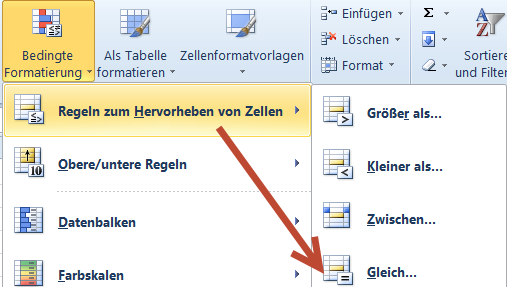 Bedingte
Formatierung
Als Tabelle
formatieren
Zellenformatvorlagen
Einfügen
Löschen
Format
Σ
A
Z
Sortiere
und Filter
Regeln zum Hervorheben von Zellen
Obere/untere Regeln
10
Datenbalken
Farbskalen
Größer als...
Kleiner als...
Zwischen...
Gleich...